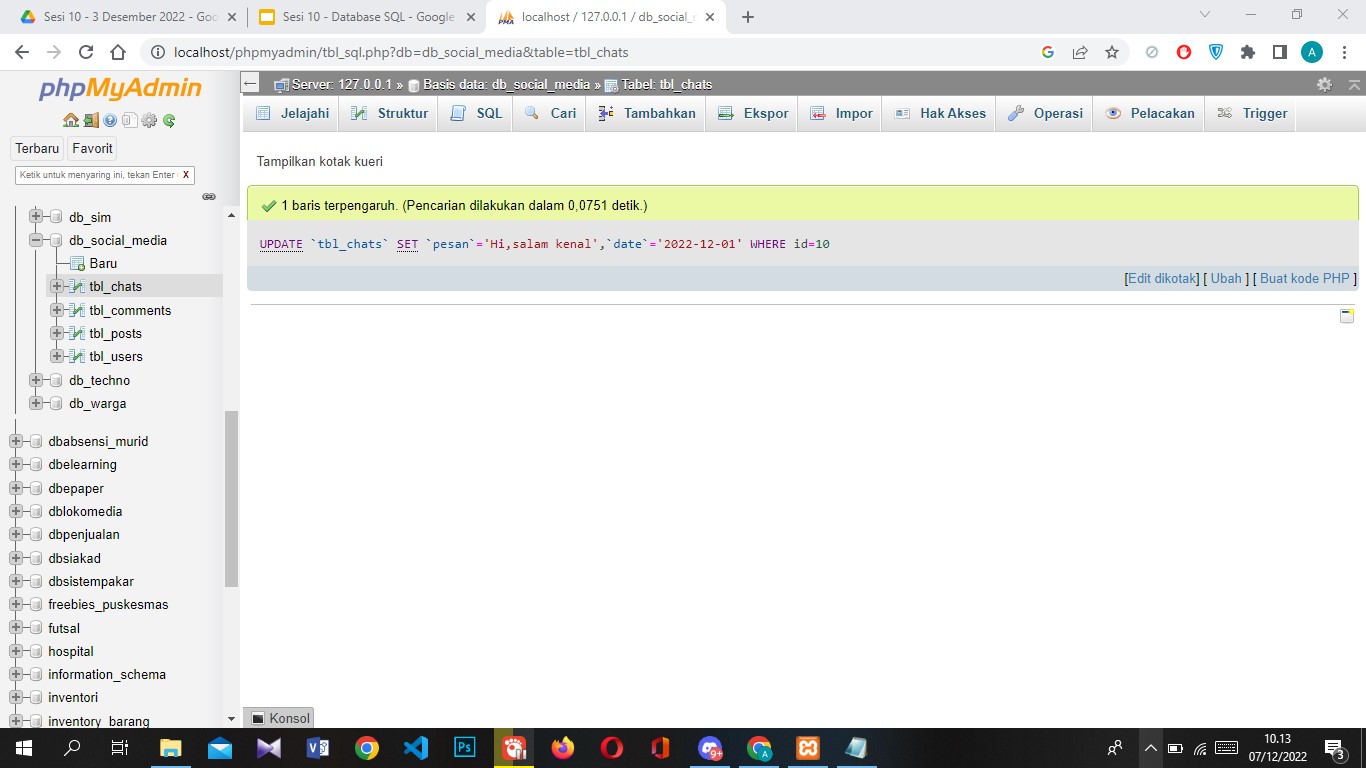 Sesi 10 - 3 Desember 2022 - Goo
Sesi 10 - Database SQL - Google
localhost / 127.0.0.1 / db_social_r
localhost/phpmyadmin/tbl_sql.php?db=db_social_media&table=tbl_chats
A
phpMyAdmin
Server: 127.0.0.1 » Basis data: db_social_media » Tabel: tbl_chats
Jelajahi Struktur SQL Cari Tambahkan Ekspor Impor Hak Akses Operasi Pelacakan Trigger
Terbaru Favorit
Ketik untuk menyaring ini, tekan Enter X
db_sim
db_social_media
Baru
tbl_chats
tbl_comments
tbl_posts
tbl_users
db_techno
db_warga
dbabsensi_murid
dbelearning
dbepaper
dblokomedia
dbpenjualan
dbsiakad
dbsistempakar
freebies_puskesmas
futsal
hospital
information_schema
inventori
inventory_barang
Tampilkan kotak kueri
1 baris terpengaruh. (Pencarian dilakukan dalam 0,0751 detik.)
UPDATE `tbl_chats` SET `pesan`='Hi,salam kenal',`date`='2022-12-01' WHERE id=10
[Edit dikotak] [ Ubah ] [ Buat kode PHP ]
Konsol
Ps
9+
A
10.13
07/12/2022
3